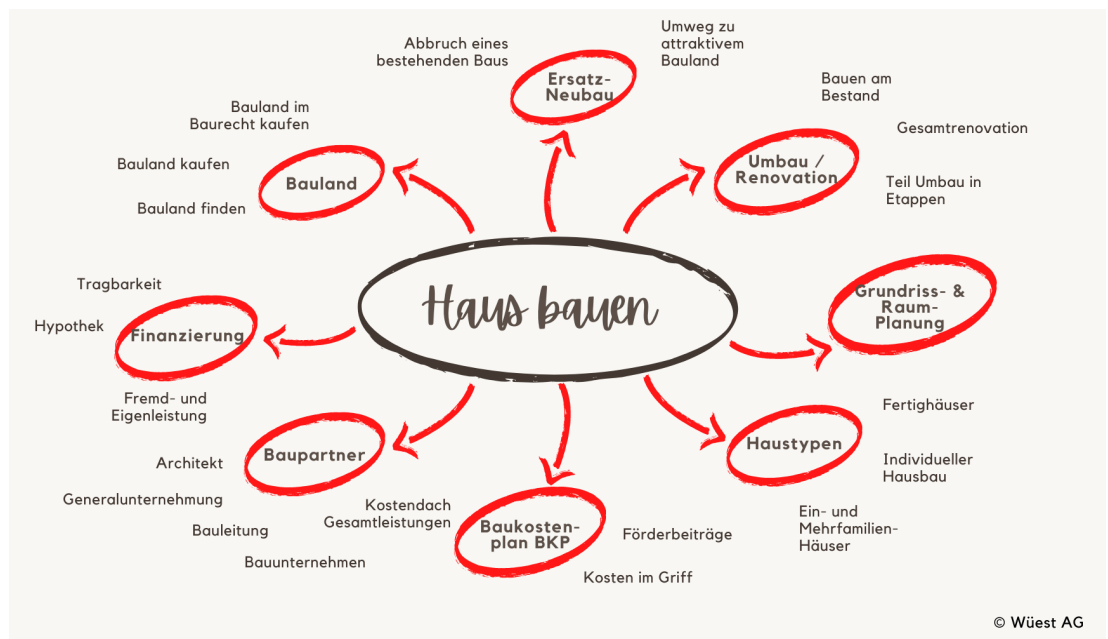 Haus bauen
Abbruch eines
bestehenden Baus
Ersatz-
Neubau
Umweg zu
attraktivem
Bauland
Bauen am
Bestand
Umbau /
Renovation
Gesamtrenovation
Teil Umbau in
Etappen
Grundriss- &
Raum-
Planung
Haustypen
Fertighäuser
Individueller
Hausbau
Ein- und
Mehrfamilien-
Häuser
Baukosten-
plan BKP
Kostendach
Gesamtleistungen
Förderbeiträge
Kosten im Griff
Baupartner
Architekt
Generalunternehmung
Bauleitung
Bauunternehmen
Finanzierung
Tragbarkeit
Hypothek
Fremd- und
Eigenleistung
Bauland
Bauland im
Baurecht kaufen
Bauland kaufen
Bauland finden
© Wüest AG